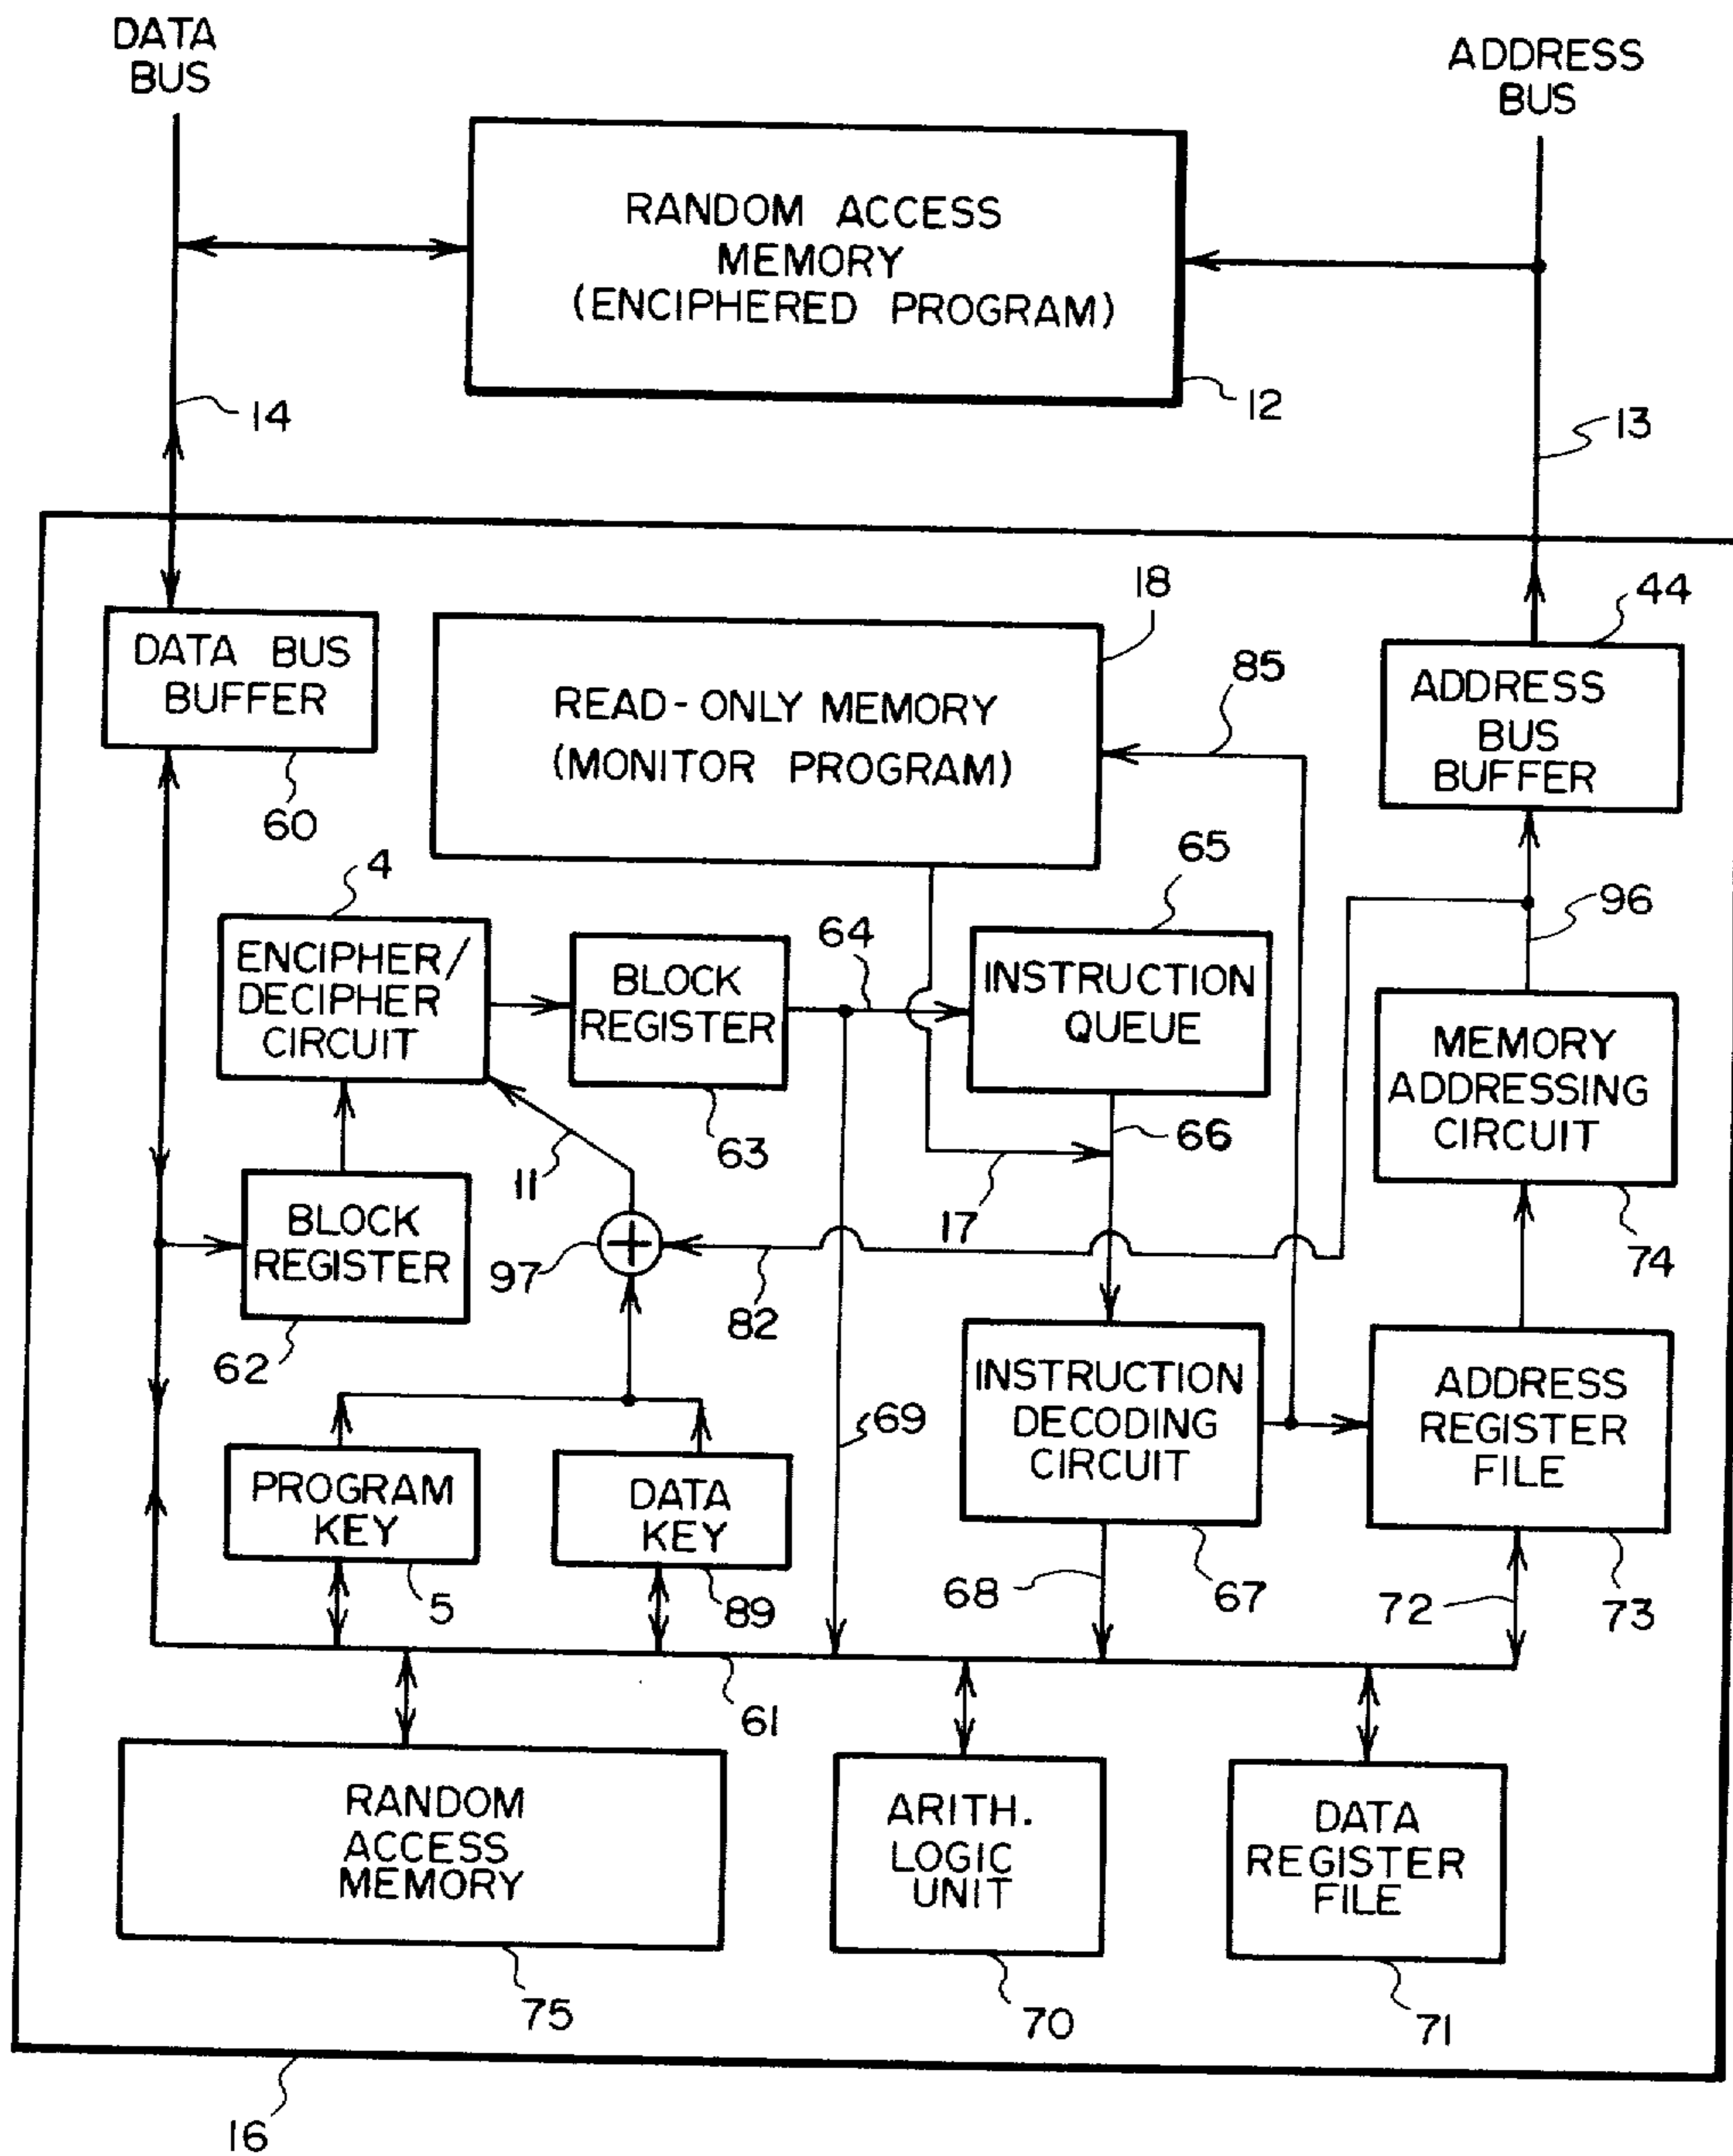 DATA
BUS
ADDRESS
BUS
RANDOM ACCESS
MEMORY
(ENCIPHERED PROGRAM)
14
12
13
18
44
DATA BUS
BUFFER
READ-ONLY MEMORY
(MONITOR PROGRAM)
85
ADDRESS
BUS
BUFFER
60
4
65
96
64
ENCIPHER/
DECIPHER
CIRCUIT
BLOCK
REGISTER
INSTRUCTION
QUEUE
MEMORY
ADDRESSING
CIRCUIT
63
66
11
17
BLOCK
REGISTER
97
+
82
74
62
INSTRUCTION
DECODING
CIRCUIT
ADDRESS
REGISTER
FILE
69
PROGRAM
KEY
DATA
KEY
5
89
68
67
72
73
61
RANDOM
ACCESS
MEMORY
ARITH.
LOGIC
UNIT
DATA
REGISTER
FILE
75
70
71
16